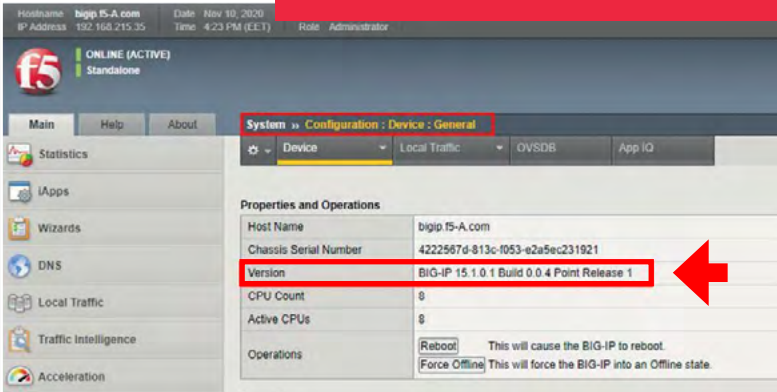 Hostname bigip.f5-A.com Date Nov 10, 2020
IP Address 192.168.215.35 Time 4:23 PM (EET) Role Administrator
f5
ONLINE (ACTIVE)
Standalone
Main Help About
System » Configuration : Device : General
Device Local Traffic OVSDB App IQ
Statistics
iApps
Wizards
DNS
Local Traffic
Traffic Intelligence
Acceleration
Properties and Operations
Host Name bigip.f5-A.com
Chassis Serial Number 4222567d-813c-f053-e2a5ec231921
Version BIG-IP 15.1.0.1 Build 0.0.4 Point Release 1
CPU Count 8
Active CPUs 8
Operations
Reboot This will cause the BIG-IP to reboot.
Force Offline This will force the BIG-IP into an Offline state.